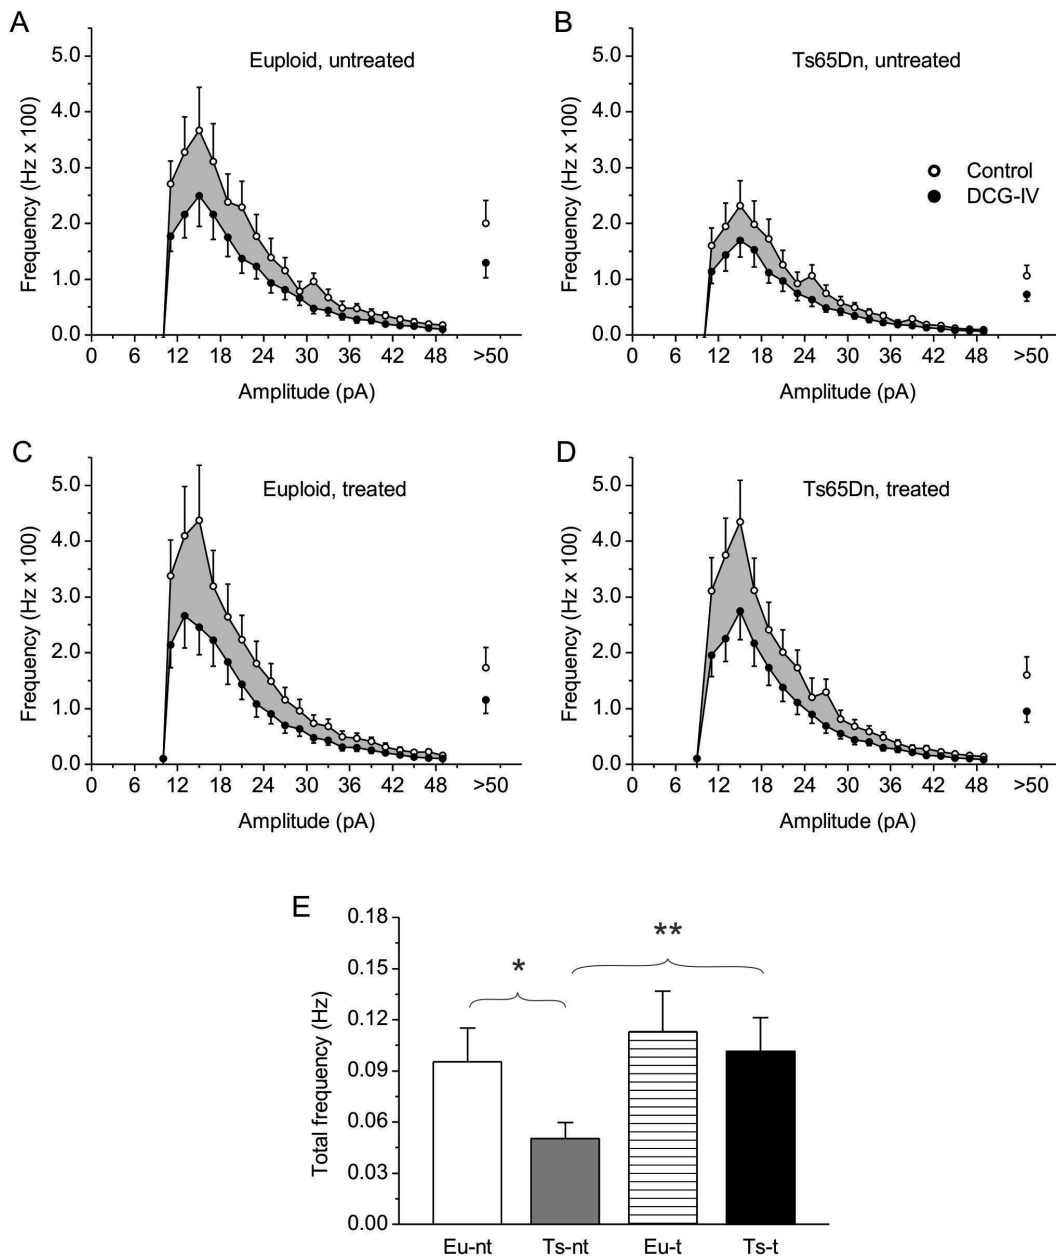 A
B
Euploid, untreated
Ts65Dn, untreated
5.0
4.0
3.0
2.0
1.0
0.0
Frequency (Hz x 100)
0 6 12 18 24 30 36 42 48 >50
Amplitude (pA)
5.0
4.0
3.0
2.0
1.0
0.0
Frequency (Hz x 100)
Control
DCG-IV
0 6 12 18 24 30 36 42 48 >50
Amplitude (pA)
C
D
Euploid, treated
Ts65Dn, treated
5.0
4.0
3.0
2.0
1.0
0.0
Frequency (Hz x 100)
0 6 12 18 24 30 36 42 48 >50
Amplitude (pA)
5.0
4.0
3.0
2.0
1.0
0.0
Frequency (Hz x 100)
0 6 12 18 24 30 36 42 48 >50
Amplitude (pA)
E
0.18
0.15
0.12
0.09
0.06
0.03
0.00
Total frequency (Hz)
*
**
Eu-nt Ts-nt Eu-t Ts-t